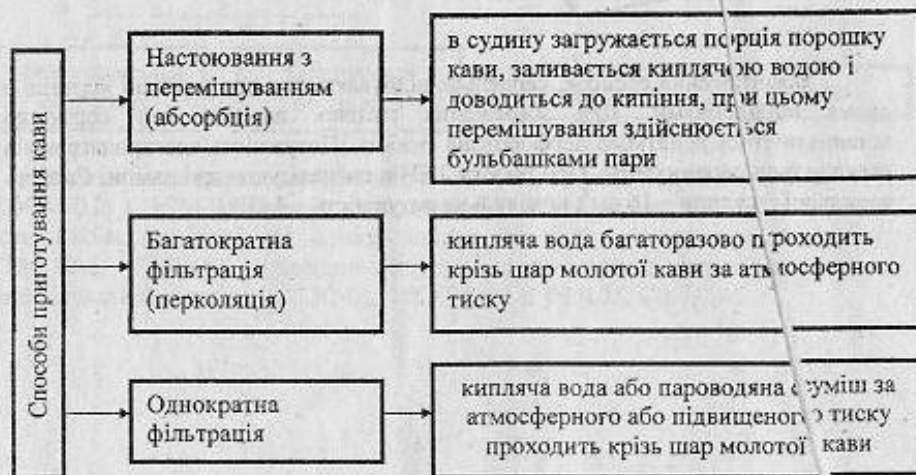 Способи приготування кави
Настоювання з
перемішуванням
(абсорбція)
в судину загружається порція порошку
кави, заливається киплячою водою і
доводиться до кипіння, при цьому
перемішування здійснюється
бульбашками пари
Багатократна
фільтрація
(перколяція)
кипляча вода багаторазово проходить
крізь шар молотої кави за атмосферного
тиску
Однократна
фільтрація
кипляча вода або пароводяна суміш за
атмосферного або підвищеного тиску
проходить крізь шар молотої кави